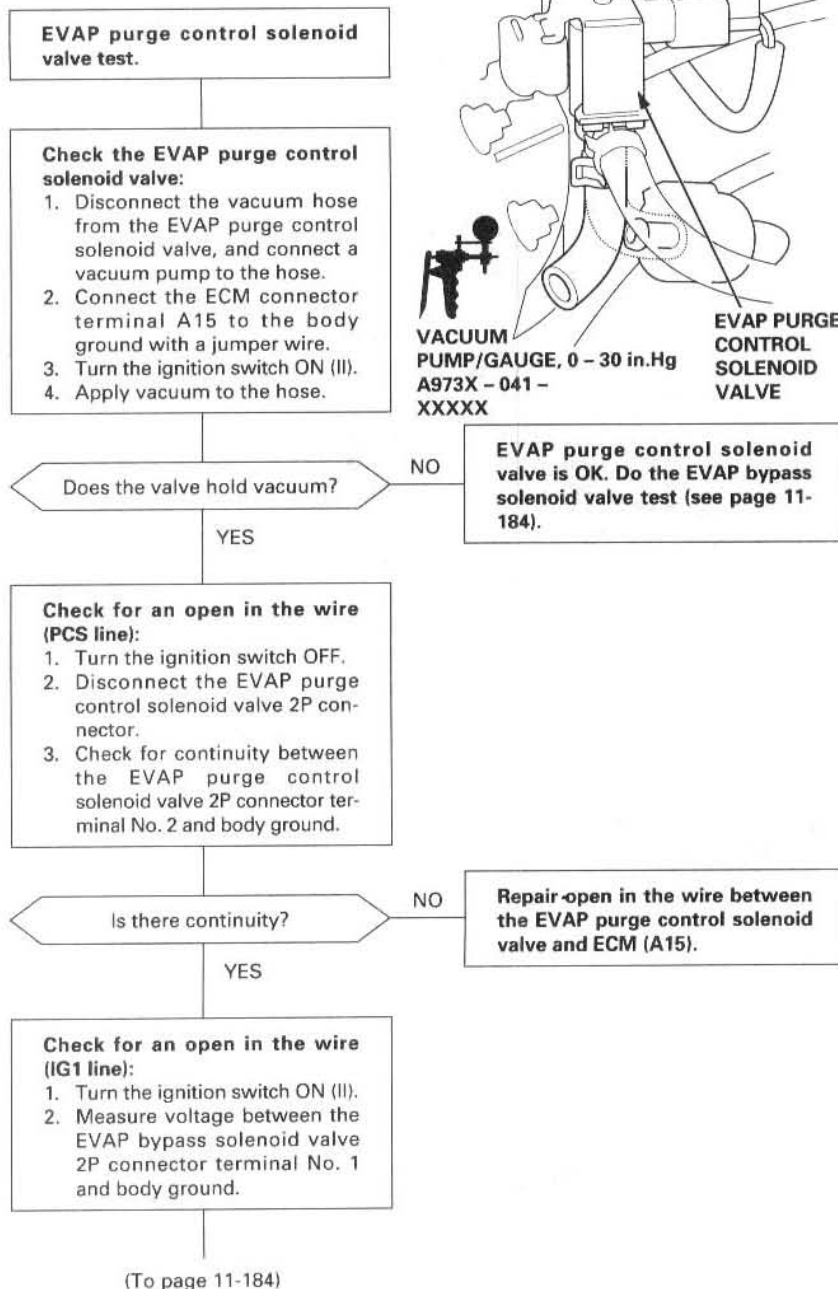 EVAP purge control solenoid
valve test.
Check the EVAP purge control
solenoid valve:
1. Disconnect the vacuum hose
from the EVAP purge control
solenoid valve, and connect a
vacuum pump to the hose.
2. Connect the ECM connector
terminal A15 to the body
ground with a jumper wire.
3. Turn the ignition switch ON (II).
4. Apply vacuum to the hose.
VACUUM
PUMP/GAUGE, 0 – 30 in.Hg
A973X – 041 –
XXXXX
EVAP PURGE
CONTROL
SOLENOID
VALVE
Does the valve hold vacuum?
NO
EVAP purge control solenoid
valve is OK. Do the EVAP bypass
solenoid valve test (see page 11-
184).
YES
Check for an open in the wire
(PCS line):
1. Turn the ignition switch OFF.
2. Disconnect the EVAP purge
control solenoid valve 2P con-
nector.
3. Check for continuity between
the EVAP purge control
solenoid valve 2P connector ter-
minal No. 2 and body ground.
Is there continuity?
NO
Repair open in the wire between
the EVAP purge control solenoid
valve and ECM (A15).
YES
Check for an open in the wire
(IG1 line):
1. Turn the ignition switch ON (II).
2. Measure voltage between the
EVAP bypass solenoid valve
2P connector terminal No. 1
and body ground.
(To page 11-184)